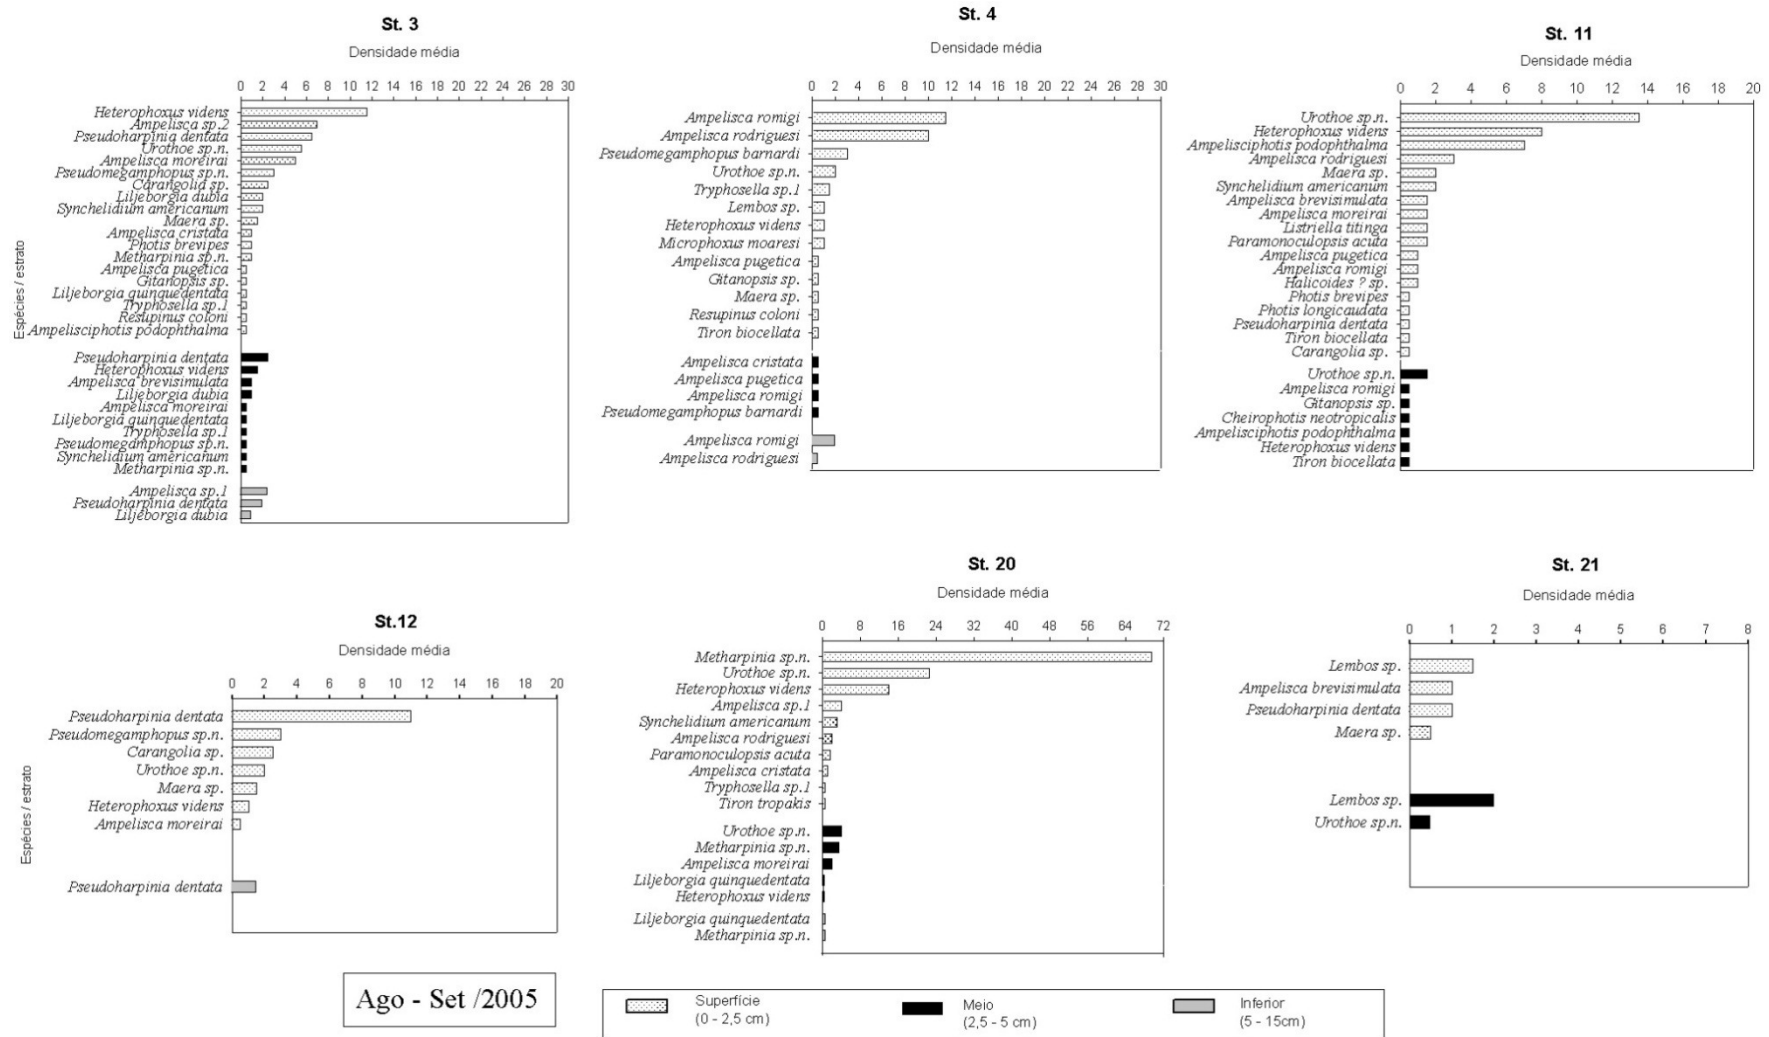 St. 3
Densidade média
0 2 4 6 8 10 12 14 16 18 20 22 24 26 28 30
Espécies / estrato
Heterophoxus videns
Ampelisca sp.2
Pseudoharpinia dentata
Urothoe sp.n.
Ampelisca moreirai
Pseudomegamphopus sp.n.
Carangolid sp.
Liljeborgia dubia
Synchelidium americanum
Maera sp.
Ampelisca cristata
Photis brevipes
Metharpinia sp.n.
Ampelisca pugetica
Gitanopsis sp.
Liljeborgia quinquedentata
Tryphosella sp.1
Resupinus coloni
Ampelisciphotis podophthalma
Pseudoharpinia dentata
Heterophoxus videns
Ampelisca brevisimulata
Liljeborgia dubia
Ampelisca moreirai
Liljeborgia quinquedentata
Tryphosella sp.1
Pseudomegamphopus sp.n.
Synchelidium americanum
Metharpinia sp.n.
Ampelisca sp.1
Pseudoharpinia dentata
Liljeborgia dubia
St. 4
Densidade média
0 2 4 6 8 10 12 14 16 18 20 22 24 26 28 30
Ampelisca romigi
Ampelisca rodriguesi
Pseudomegamphopus barnardi
Urothoe sp.n.
Tryphosella sp.1
Lembos sp.
Heterophoxus videns
Microphoxus moaresi
Ampelisca pugetica
Gitanopsis sp.
Maera sp.
Resupinus coloni
Tiron biocellata
Ampelisca cristata
Ampelisca pugetica
Ampelisca romigi
Pseudomegamphopus barnardi
Ampelisca romigi
Ampelisca rodriguesi
St. 11
Densidade média
0 2 4 6 8 10 12 14 16 18 20
Urothoe sp.n.
Heterophoxus videns
Ampelisciphotis podophthalma
Ampelisca rodriguesi
Maera sp.
Synchelidium americanum
Ampelisca brevisimulata
Ampelisca moreirai
Listriella titinga
Paramonoculopsis acuta
Ampelisca pugetica
Ampelisca romigi
Halicoides ? sp.
Photis brevipes
Photis longicaudata
Pseudoharpinia dentata
Tiron biocellata
Carangolia sp.
Urothoe sp.n.
Ampelisca romigi
Gitanopsis sp.
Cheirophotis neotropicalis
Ampelisciphotis podophthalma
Heterophoxus videns
Tiron biocellata
St.12
Densidade média
0 2 4 6 8 10 12 14 16 18 20
Espécies / estrato
Pseudoharpinia dentata
Pseudomegamphopus sp.n.
Carangolia sp.
Urothoe sp.n.
Maera sp.
Heterophoxus videns
Ampelisca moreirai
Pseudoharpinia dentata
St. 20
Densidade média
0 8 16 24 32 40 48 56 64 72
Metharpinia sp.n.
Urothoe sp.n.
Heterophoxus videns
Ampelisca sp.1
Synchelidium americanum
Ampelisca rodriguesi
Paramonoculopsis acuta
Ampelisca cristata
Tryphosella sp.1
Tiron tropakis
Urothoe sp.n.
Metharpinia sp.n.
Ampelisca moreirai
Liljeborgia quinquedentata
Heterophoxus videns
Liljeborgia quinquedentata
Metharpinia sp.n.
St. 21
Densidade média
0 1 2 3 4 5 6 7 8
Lembos sp.
Ampelisca brevisimulata
Pseudoharpinia dentata
Maera sp.
Lembos sp.
Urothoe sp.n.
Ago - Set /2005
Superfície
(0 - 2,5 cm)
Meio
(2,5 - 5 cm)
Inferior
(5 - 15cm)